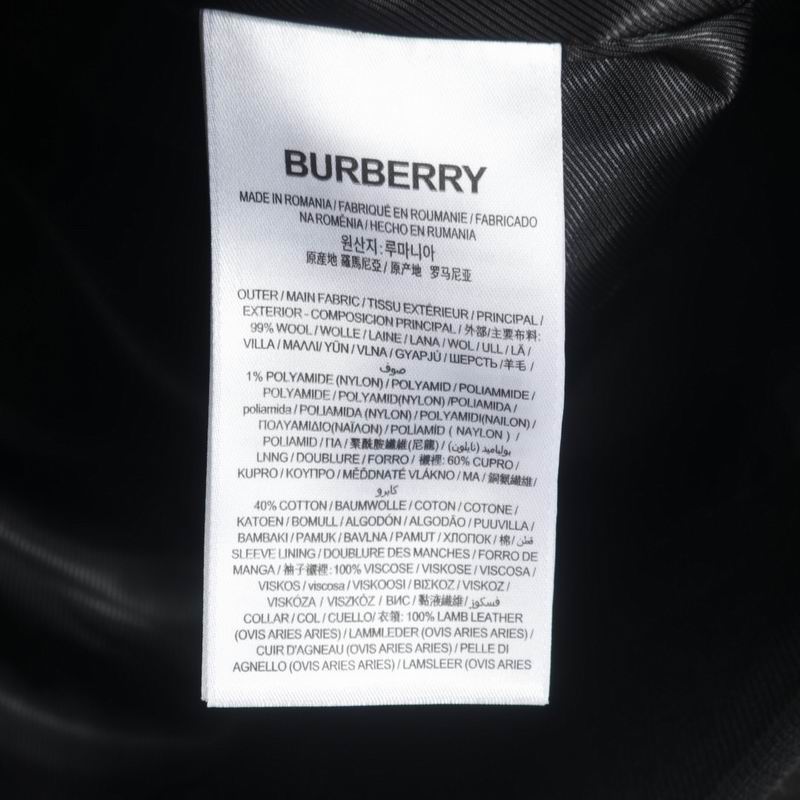 BURBERRY
MADE IN ROMANIA / FABRIQUÉ EN ROUMANIE / FABRICADO
NA ROMÉNIA / HECHO EN RUMANIA
원산지: 루마니아
原産地 羅馬尼亞 / 原产地 罗马尼亚
OUTER / MAIN FABRIC / TISSU EXTÉRIEUR / PRINCIPAL /
EXTERIOR - COMPOSICION PRINCIPAL / 外部/主要布料:
99% WOOL / WOLLE / LAINE / LANA / WOL / ULL / LÃ /
VILLA / ΜΑΛΛΙ/ YÜN / VLNA / GYAPJÚ / ШЕРСТЬ /羊毛 /
صوف
1% POLYAMIDE (NYLON) / POLYAMID / POLIAMMIDE /
POLYAMIDE / POLYAMID(NYLON) /POLIAMIDA /
poliamida / POLIAMIDA (NYLON) / POLYAMIDI(NAILON) /
ΠΟΛΥΑΜΙΔΙΟ(ΝΑΪΛΟΝ) / POLÍAMÍD ( NAYLON ) /
POLIAMID / ПА / 聚酰胺纖維(尼龍) / بولياميد (نايلون)
LNNG / DOUBLURE / FORRO / 襯裡: 60% CUPRO /
KUPRO / ΚΟΥΠΡΟ / MĚĎNATÉ VLÁKNO / МА / 銅氨纖維/
كابرو
40% COTTON / BAUMWOLLE / COTON / COTONE /
KATOEN / BOMULL / ALGODÓN / ALGODÃO / PUUVILLA /
BAMBAKI / PAMUK / BAVLNA / PAMUT / ХЛОПОК / 棉/ قطن
SLEEVE LINING / DOUBLURE DES MANCHES / FORRO DE
MANGA / 袖子襯裡: 100% VISCOSE / VISKOSE / VISCOSA /
VISKOS / viscosa / VISKOOSI / ΒΙΣΚΟΖ / VISKOZ /
VISKÓZA / VISZKÓZ / ВИС / 黏液纖維/ فسكوز
COLLAR / COL / CUELLO/ 衣領: 100% LAMB LEATHER
(OVIS ARIES ARIES) / LAMMLEDER (OVIS ARIES ARIES) /
CUIR D'AGNEAU (OVIS ARIES ARIES) / PELLE DI
AGNELLO (OVIS ARIES ARIES) / LAMSLEER (OVIS ARIES